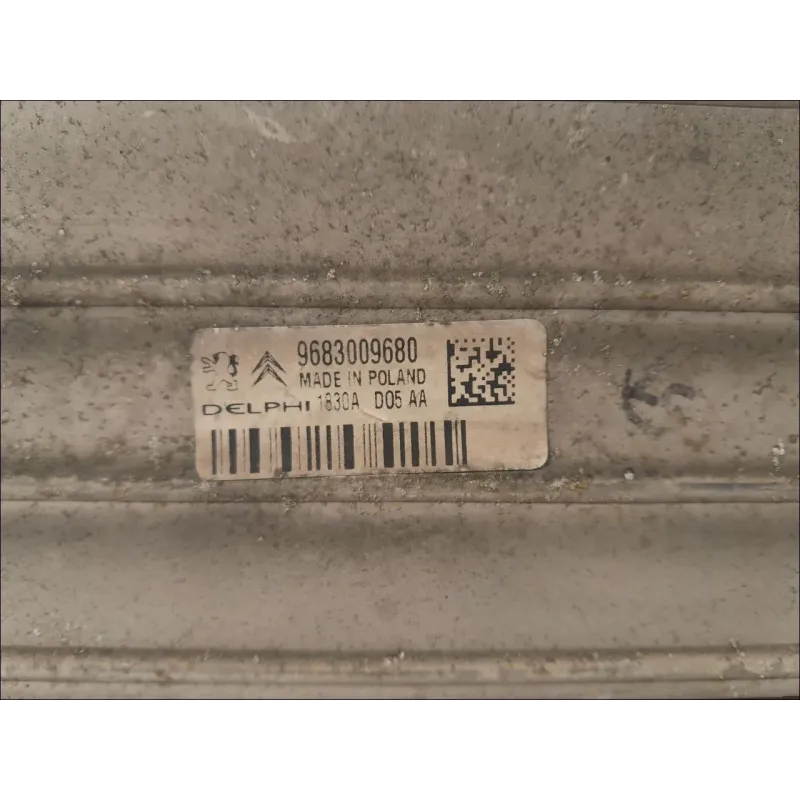 9683009680
MADE IN POLAND
DELPHI 1830A D05 AA